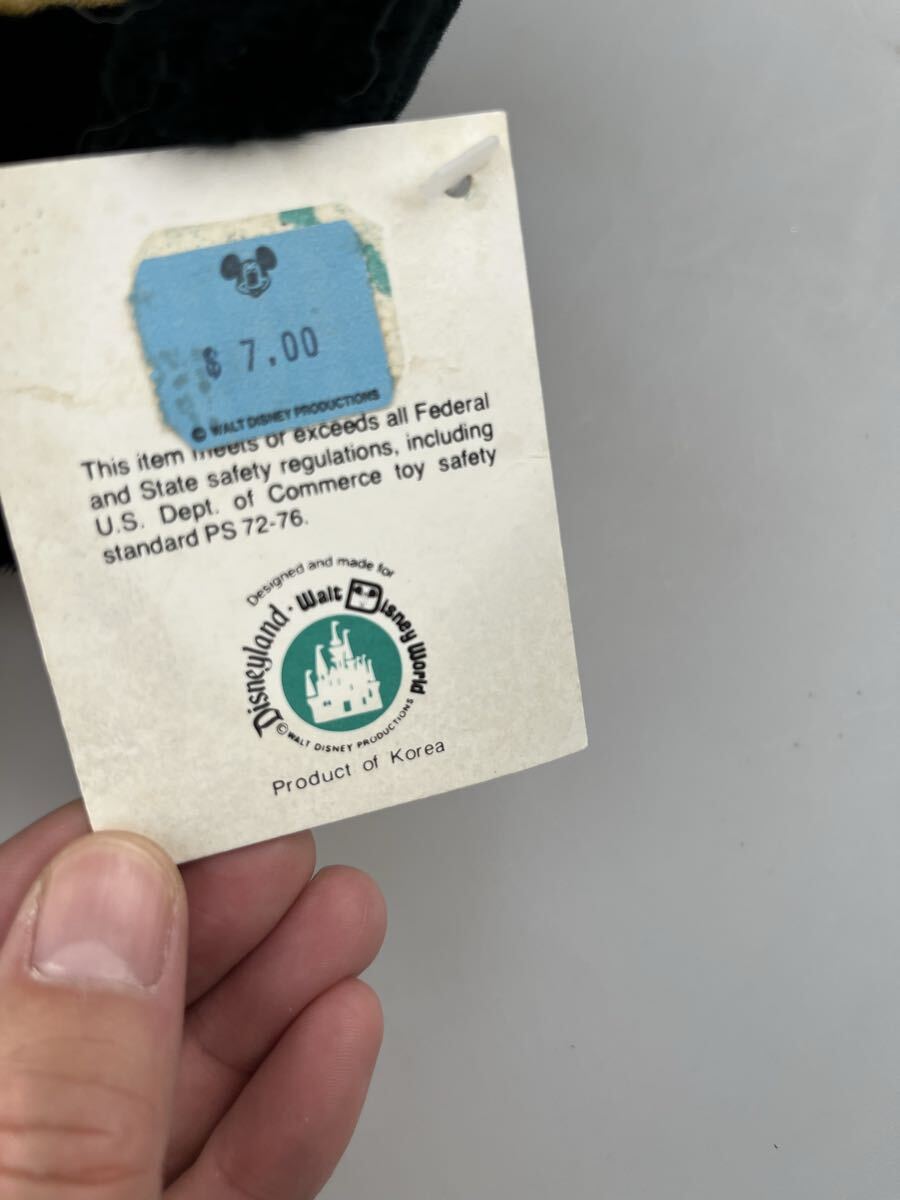 $ 7.00
© WALT DISNEY PRODUCTIONS
This item meets or exceeds all Federal
and State safety regulations, including
U.S. Dept. of Commerce toy safety
standard PS 72-76.
Designed and made for
Disneyland · Walt Disney World
© WALT DISNEY PRODUCTIONS
Product of Korea